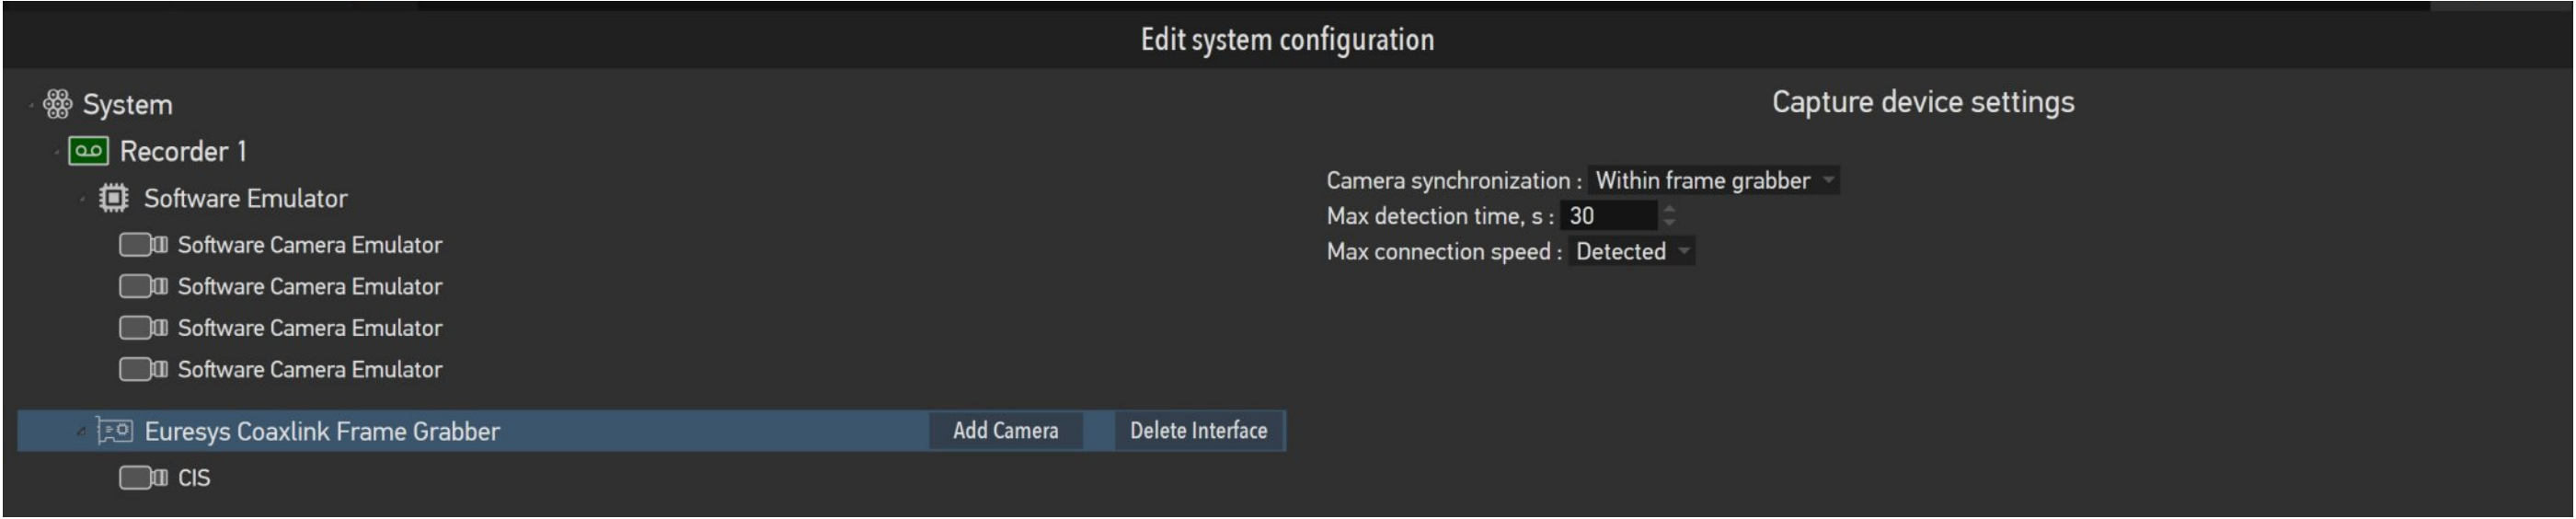 Edit system configuration
System
Recorder 1
Software Emulator
Software Camera Emulator
Software Camera Emulator
Software Camera Emulator
Software Camera Emulator
Euresys Coaxlink Frame Grabber Add Camera Delete Interface
CIS
Capture device settings
Camera synchronization : Within frame grabber
Max detection time, s : 30
Max connection speed : Detected